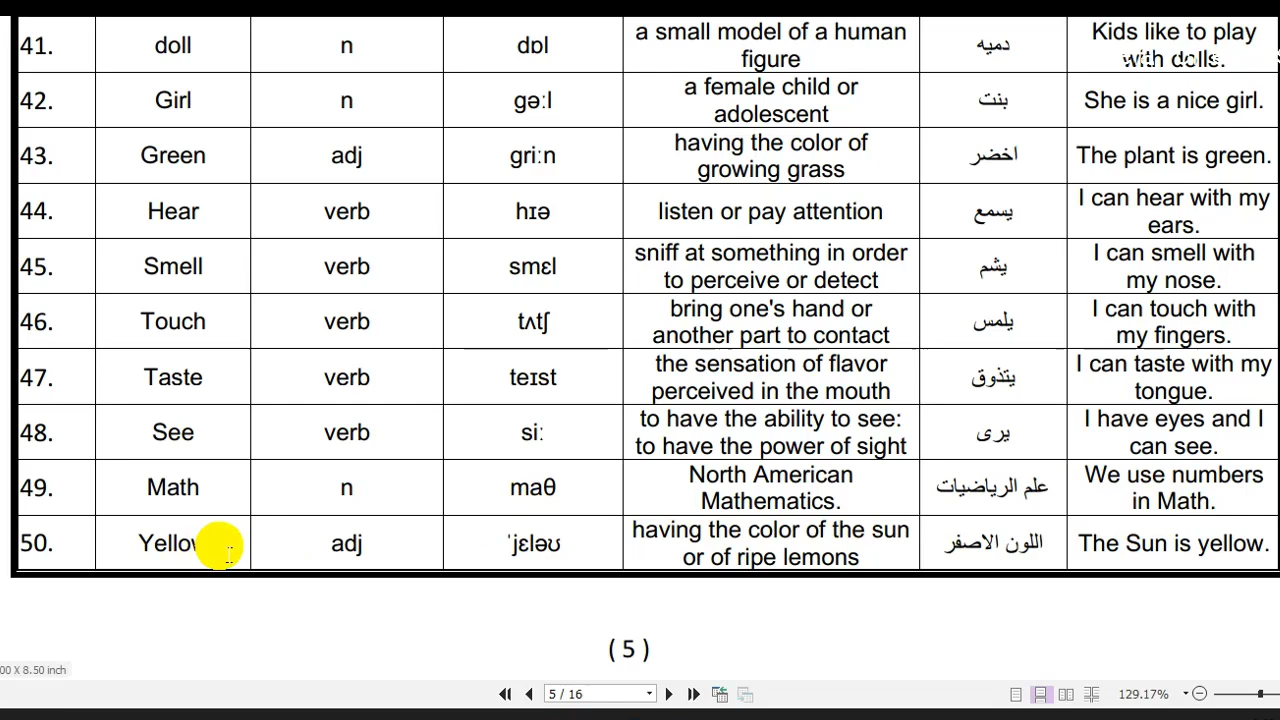 41. doll n dɒl a small model of a human figure دميه Kids like to play with dolls.
42. Girl n gəːl a female child or adolescent بنت She is a nice girl.
43. Green adj griːn having the color of growing grass اخضر The plant is green.
44. Hear verb hɪə listen or pay attention يسمع I can hear with my ears.
45. Smell verb smɛl sniff at something in order to perceive or detect يشم I can smell with my nose.
46. Touch verb tʌtʃ bring one's hand or another part to contact يلمس I can touch with my fingers.
47. Taste verb teɪst the sensation of flavor perceived in the mouth يتذوق I can taste with my tongue.
48. See verb siː to have the ability to see: to have the power of sight يرى I have eyes and I can see.
49. Math n maθ North American Mathematics. علم الرياضيات We use numbers in Math.
50. Yellow adj ˈjɛləʊ having the color of the sun or of ripe lemons اللون الاصفر The Sun is yellow.
( 5 )
00 X 8.50 inch
5 / 16
129.17%